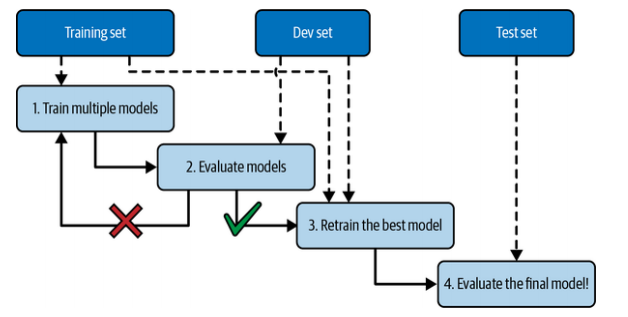 Training set
Dev set
Test set
1. Train multiple models
2. Evaluate models
3. Retrain the best model
4. Evaluate the final model!